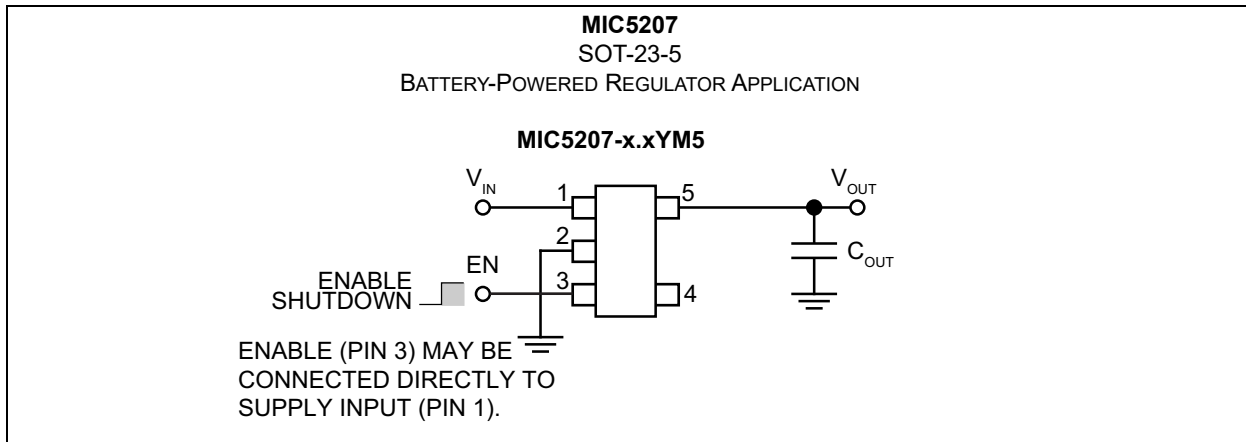 MIC5207
SOT-23-5
BATTERY-POWERED REGULATOR APPLICATION
MIC5207-x.xYM5
VIN
1
5
VOUT
2
COUT
EN
ENABLE
SHUTDOWN
3
4
ENABLE (PIN 3) MAY BE
CONNECTED DIRECTLY TO
SUPPLY INPUT (PIN 1).